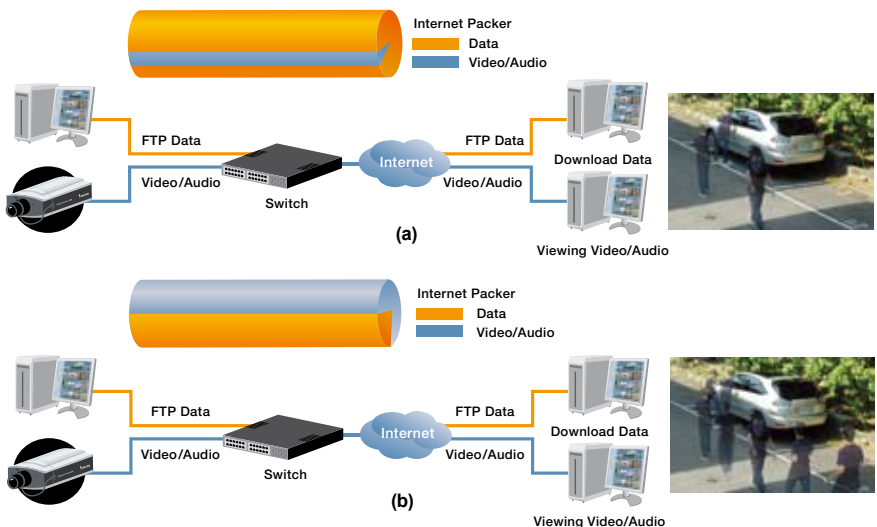 Internet Packer
Data
Video/Audio
FTP Data
FTP Data
Internet
Download Data
Video/Audio
Video/Audio
Switch
(a)
Viewing Video/Audio
Internet Packer
Data
Video/Audio
FTP Data
FTP Data
Internet
Download Data
Video/Audio
Video/Audio
Switch
(b)
Viewing Video/Audio